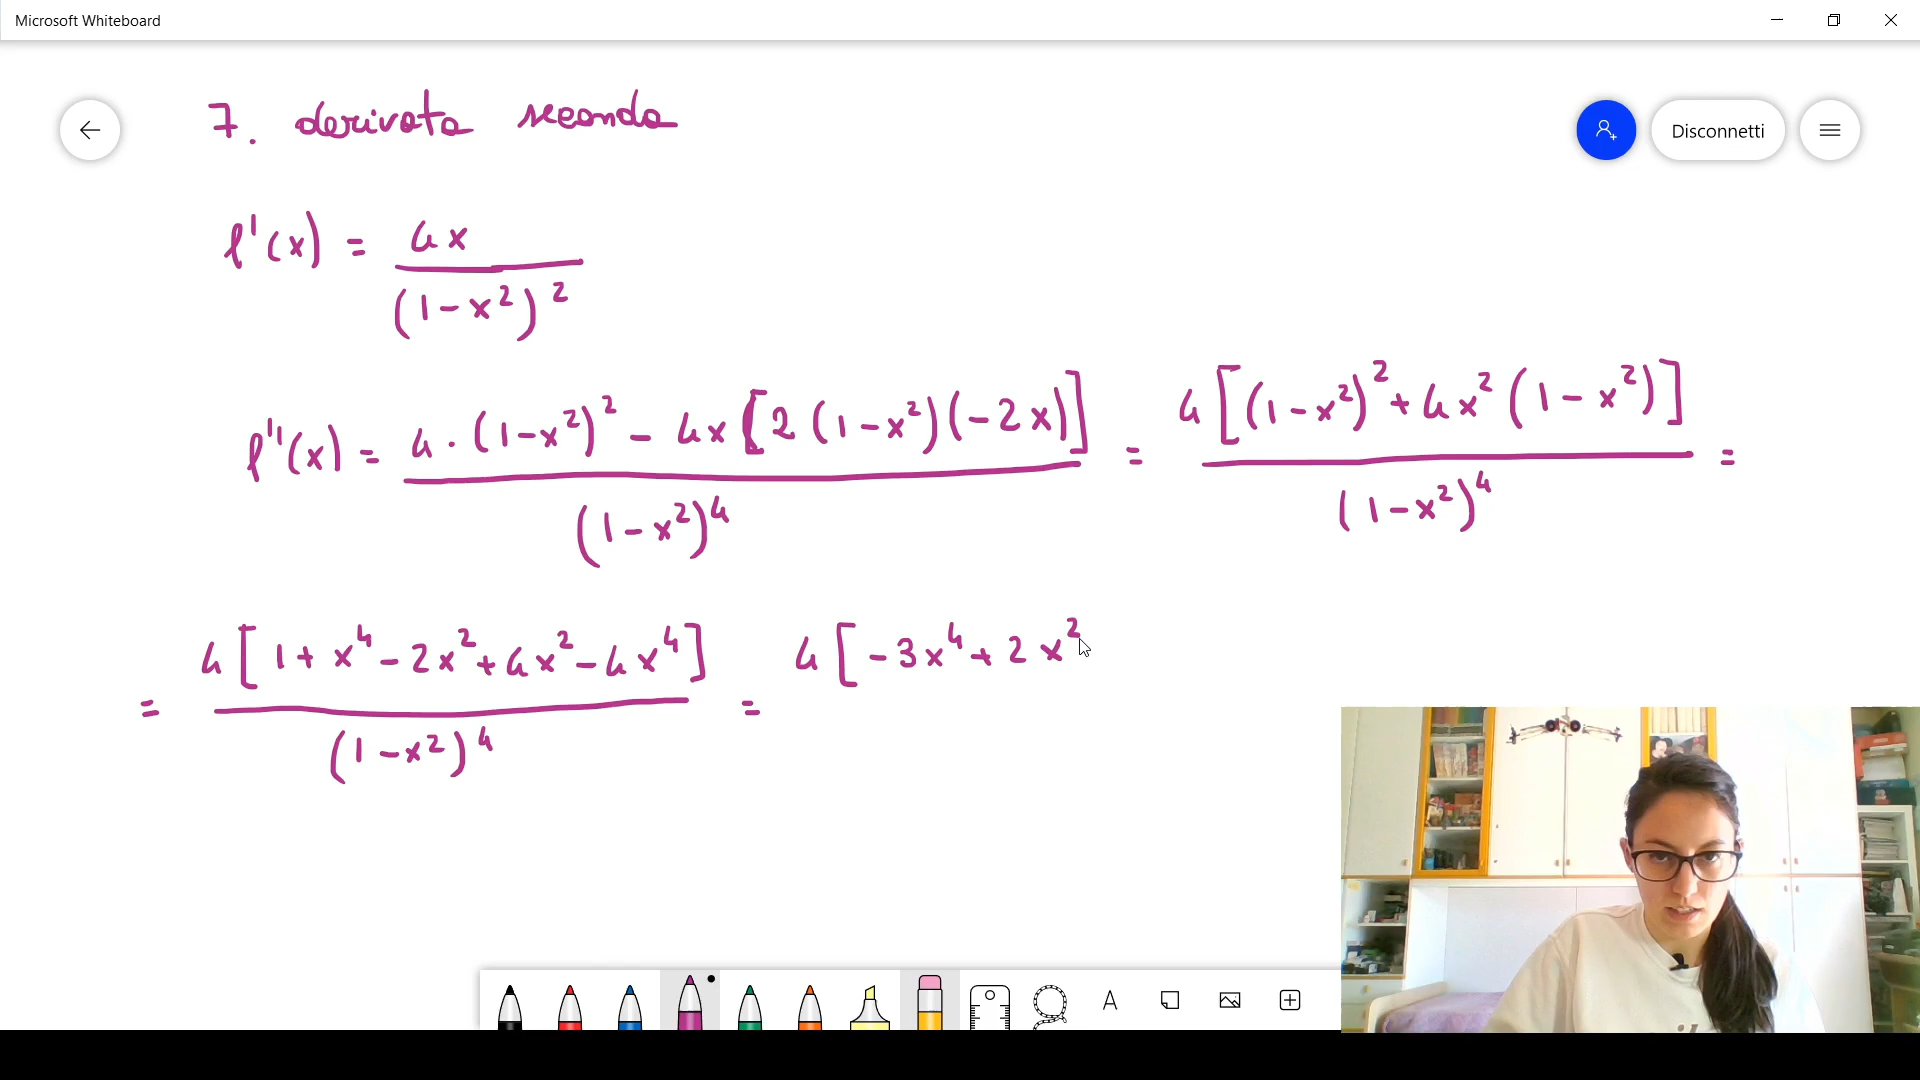 Microsoft Whiteboard
7. derivata seconda
Disconnetti
f'(x) = 4x / (1-x²)²
f''(x) = 4·(1-x²)² - 4x[2(1-x²)(-2x)] / (1-x²)⁴ = 4[(1-x²)²+4x²(1-x²)] / (1-x²)⁴ =
= 4[1+x⁴-2x²+4x²-4x⁴] / (1-x²)⁴ = 4[-3x⁴+2x²
A